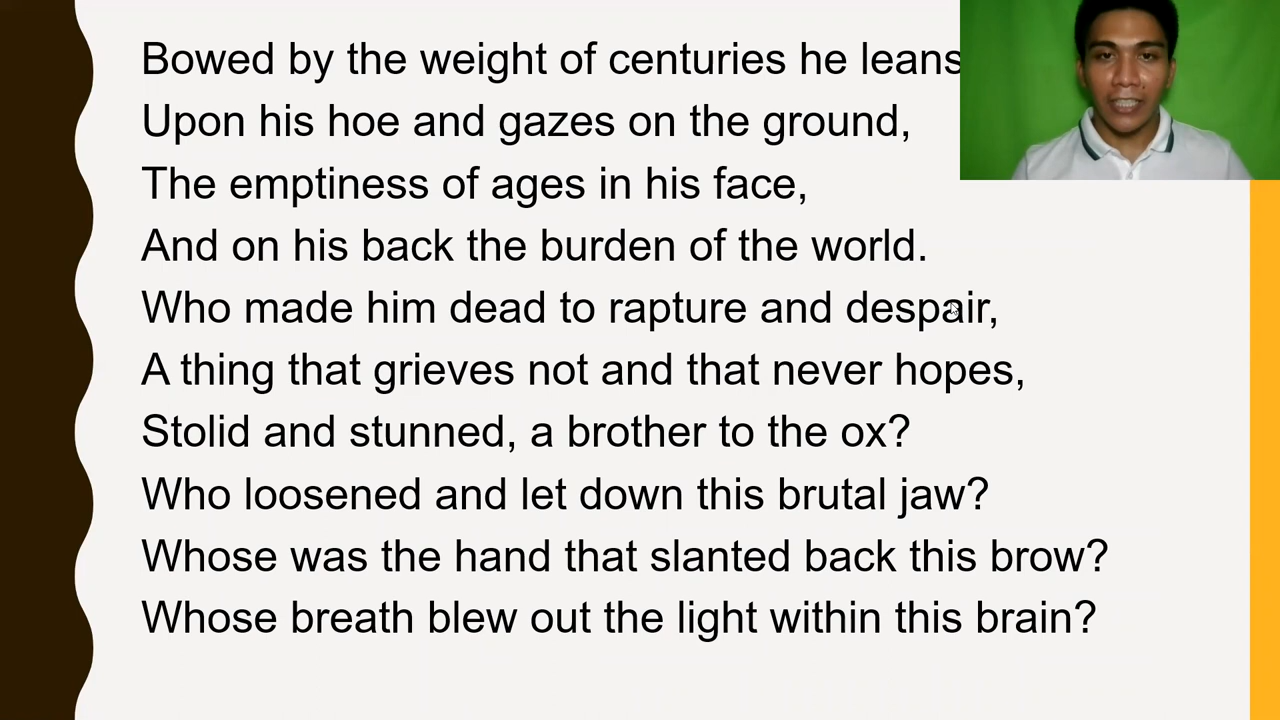 Bowed by the weight of centuries he leans
Upon his hoe and gazes on the ground,
The emptiness of ages in his face,
And on his back the burden of the world.
Who made him dead to rapture and despair,
A thing that grieves not and that never hopes,
Stolid and stunned, a brother to the ox?
Who loosened and let down this brutal jaw?
Whose was the hand that slanted back this brow?
Whose breath blew out the light within this brain?